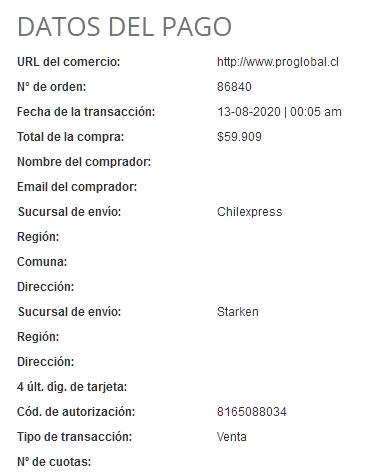 DATOS DEL PAGO
URL del comercio: http://www.proglobal.cl
Nº de orden: 86840
Fecha de la transacción: 13-08-2020 | 00:05 am
Total de la compra: $59.909
Nombre del comprador:
Email del comprador:
Sucursal de envío: Chilexpress
Región:
Comuna:
Dirección:
Sucursal de envío: Starken
Región:
Dirección:
4 últ. díg. de tarjeta:
Cód. de autorización: 8165088034
Tipo de transacción: Venta
Nº de cuotas: